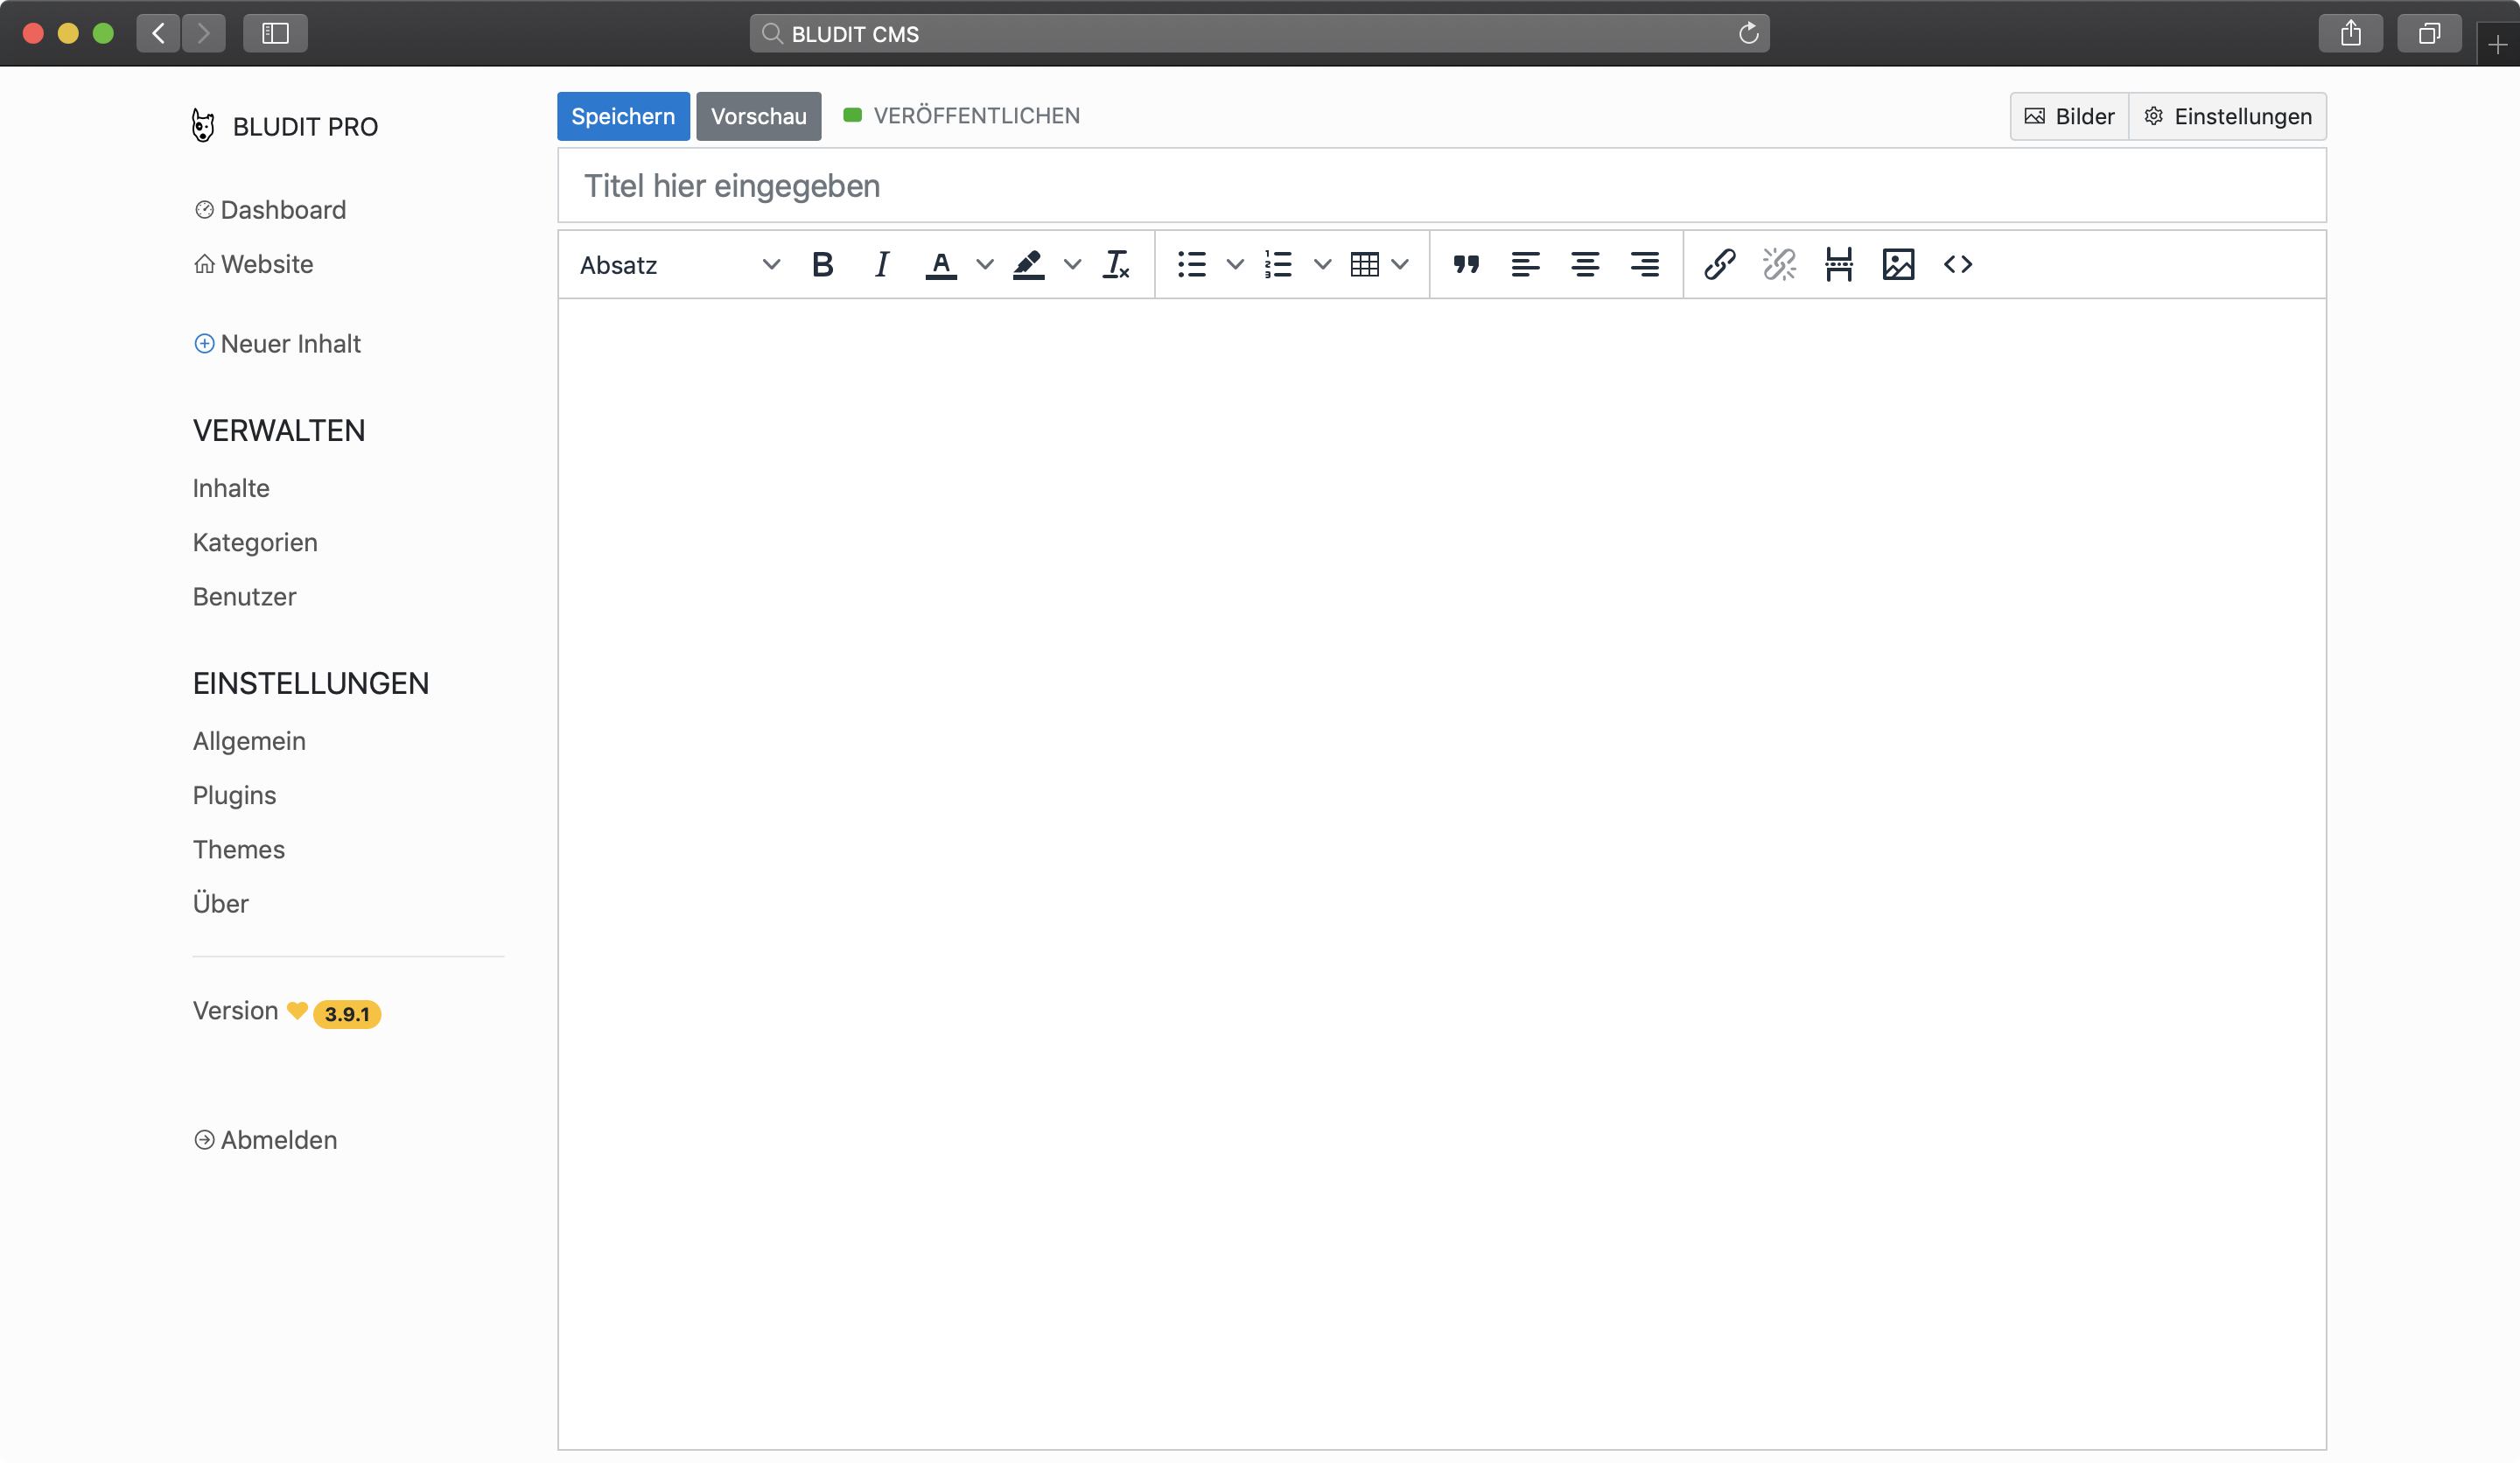 BLUDIT CMS
BLUDIT PRO
Dashboard
Website
Neuer Inhalt
VERWALTEN
Inhalte
Kategorien
Benutzer
EINSTELLUNGEN
Allgemein
Plugins
Themes
Über
Version 3.9.1
Abmelden
Speichern Vorschau VERÖFFENTLICHEN Bilder Einstellungen
Titel hier eingegeben
Absatz